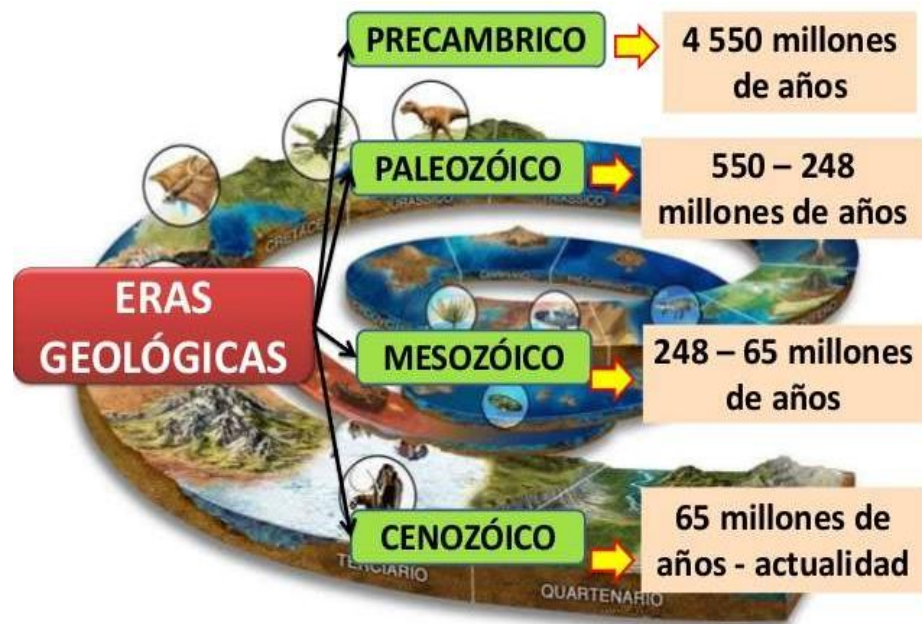 PRECAMBRICO
4 550 millones
de años
PALEOZÓICO
550 – 248
millones de años
ERAS
GEOLÓGICAS
MESOZÓICO
248 – 65 millones
de años
CENOZÓICO
65 millones de
años - actualidad
JURÁSSICO
TERCIARIO
QUARTENARIO